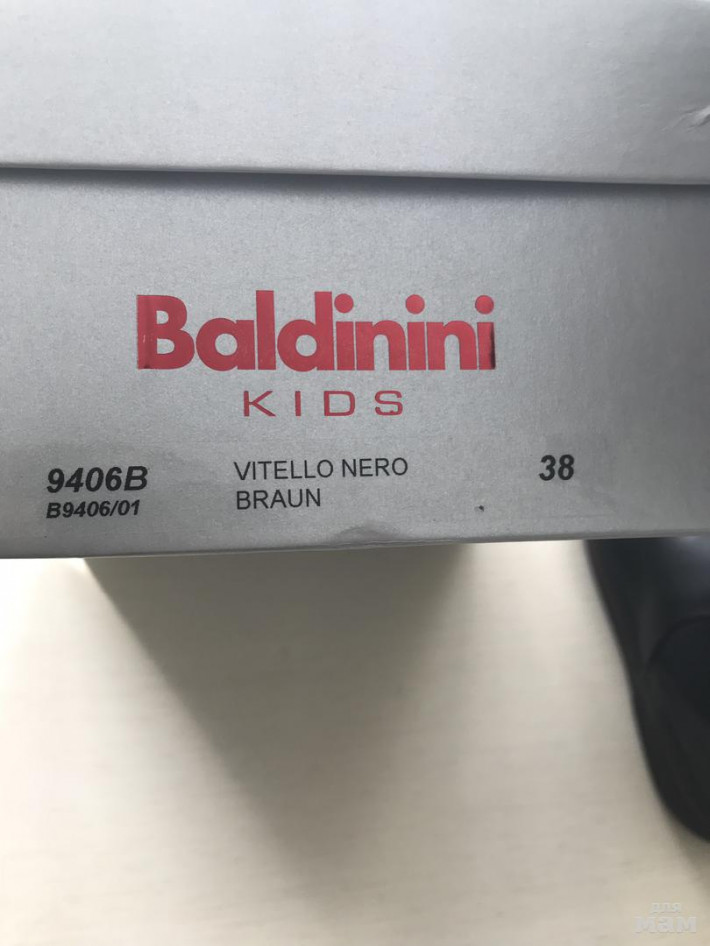 Baldinini
KIDS
9406B VITELLO NERO 38
B9406/01 BRAUN
для
мам